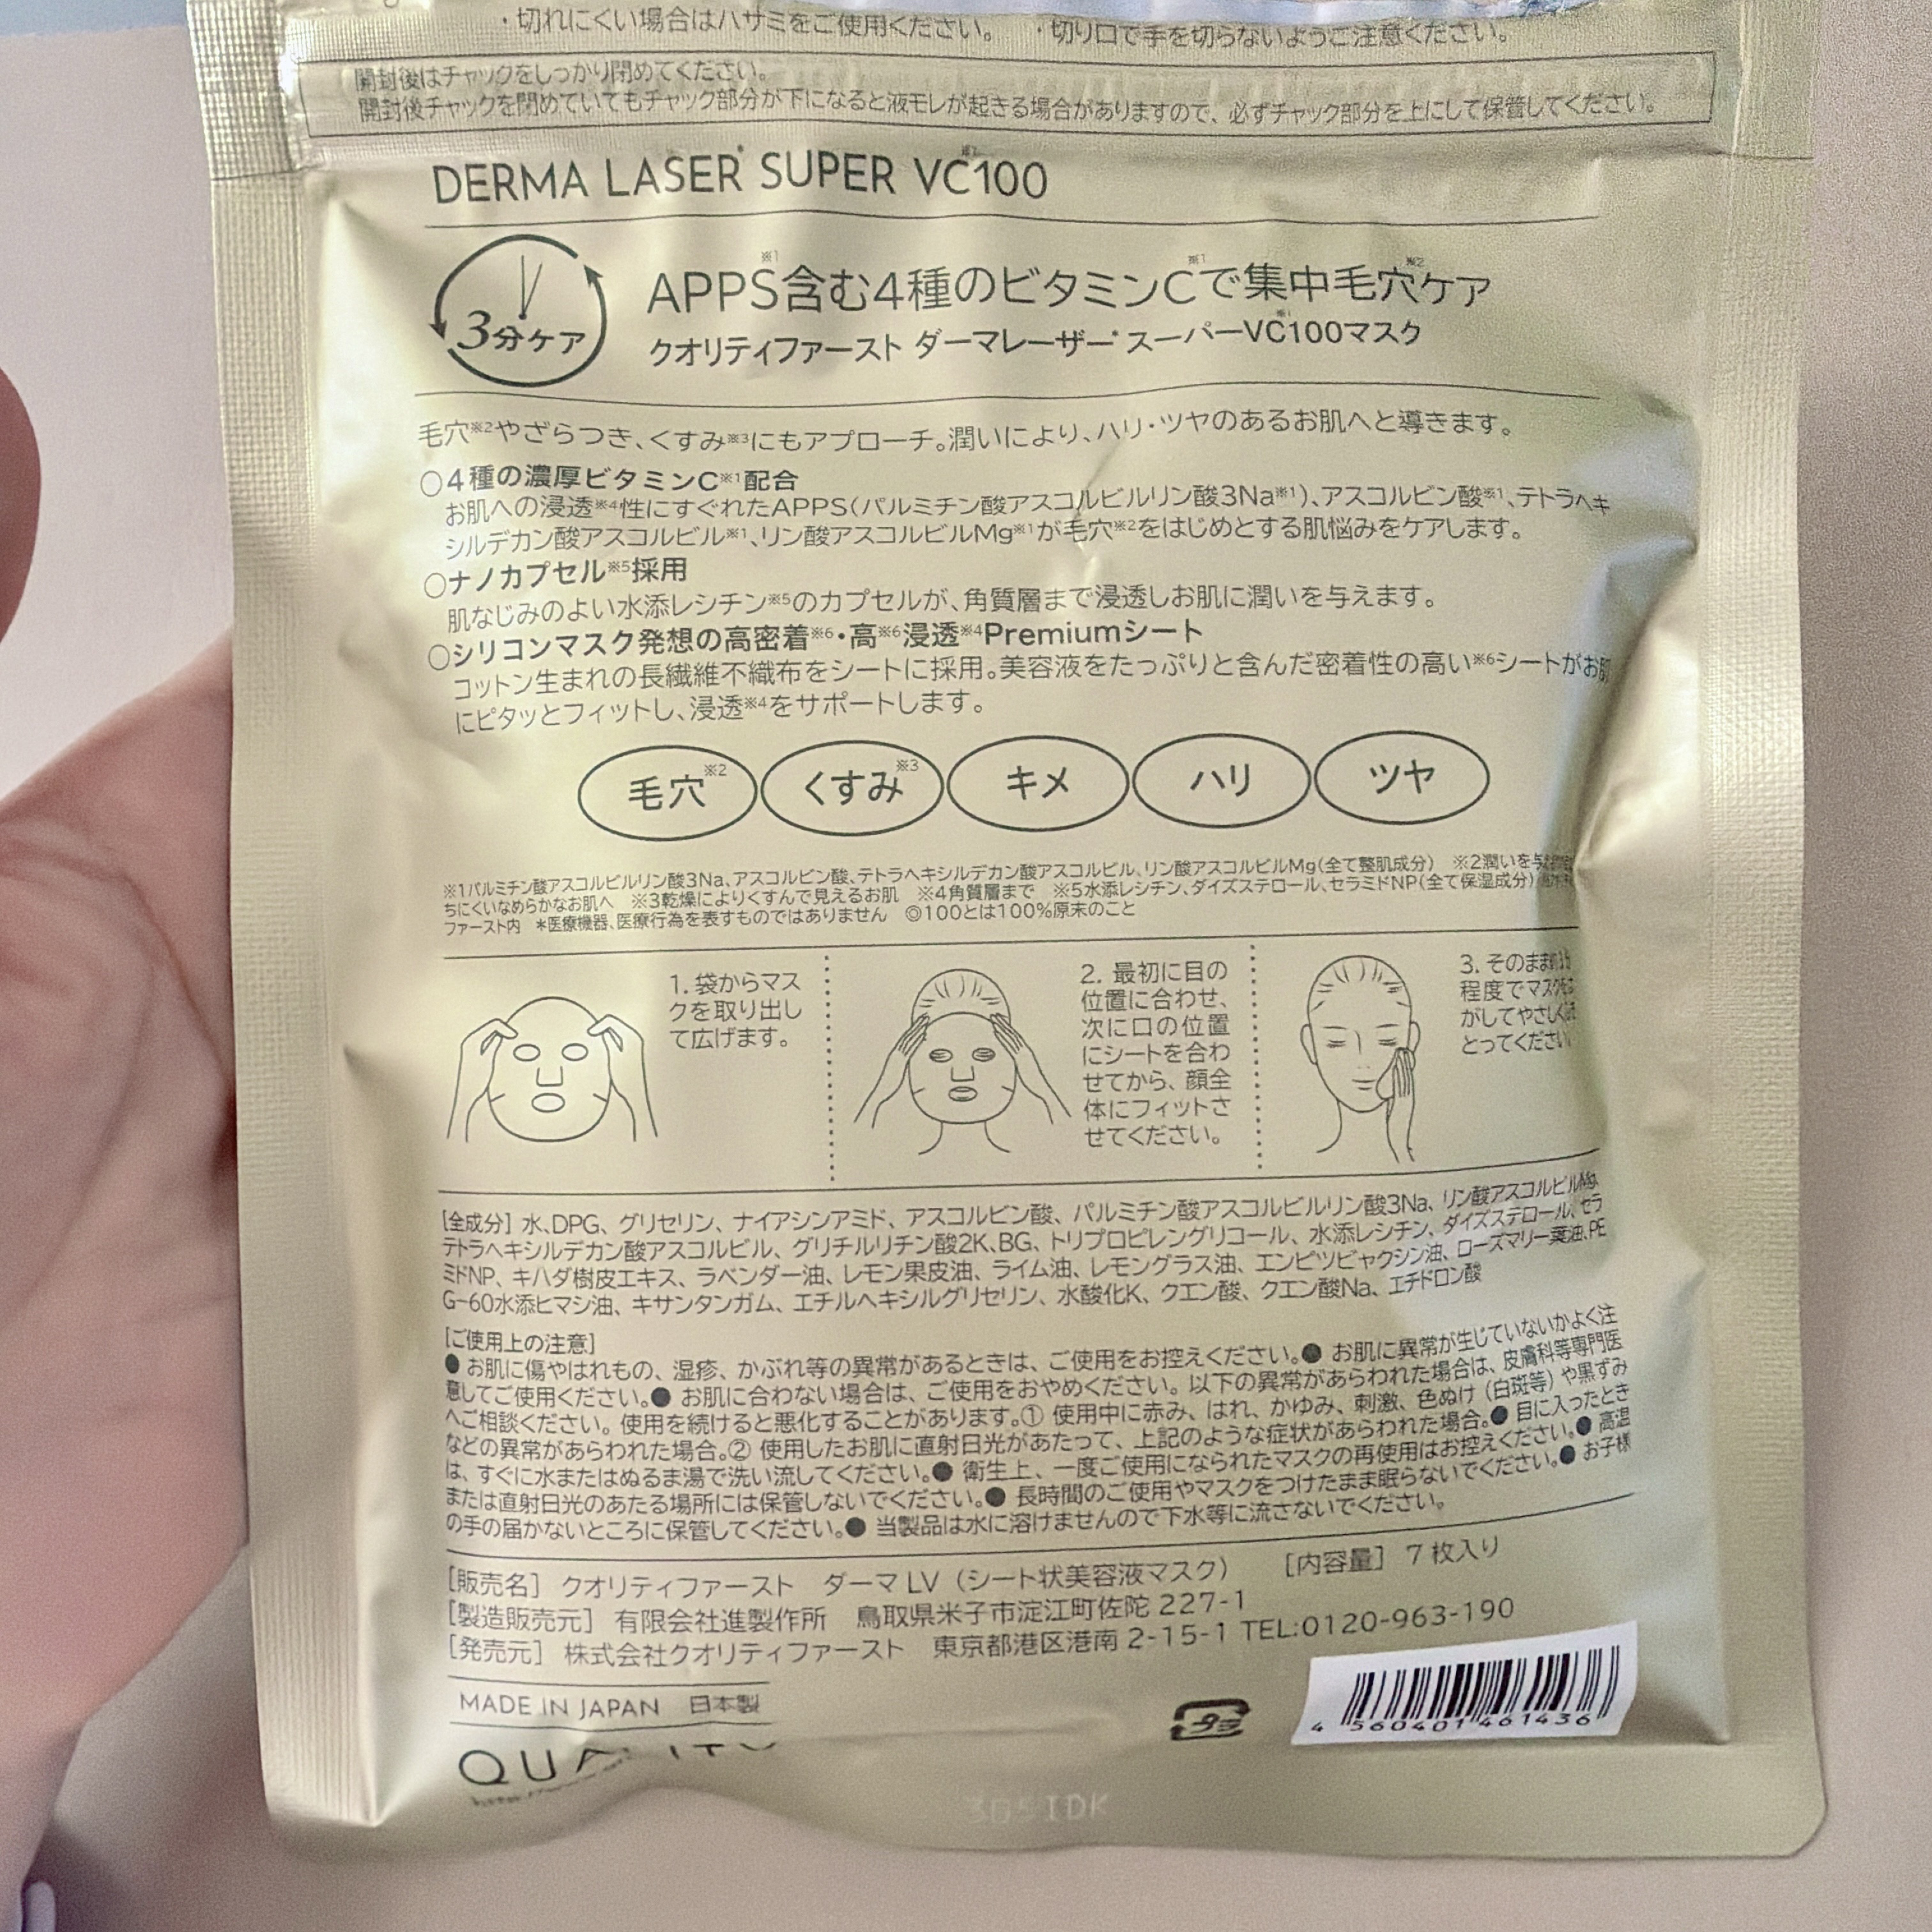 ・切れにくい場合はハサミをご使用ください。 ・切り口で手を切らないようご注意ください。
開封後はチャックをしっかり閉めてください。
開封後チャックを閉めていてもチャック部分が下になると液モレが起きる場合がありますので、必ずチャック部分を上にして保管してください。
DERMA LASER* SUPER VC100※1
3分ケア
APPS※1含む4種のビタミンC※1で集中毛穴※2ケア
クオリティファースト ダーマレーザー*スーパーVC100※1マスク
毛穴※2やざらつき、くすみ※3にもアプローチ。潤いにより、ハリ・ツヤのあるお肌へと導きます。
○4種の濃厚ビタミンC※1配合
お肌への浸透※4性にすぐれたAPPS(パルミチン酸アスコルビルリン酸3Na※1)、アスコルビン酸※1、テトラヘキ
シルデカン酸アスコルビル※1、リン酸アスコルビルMg※1が毛穴※2をはじめとする肌悩みをケアします。
○ナノカプセル※5採用
肌なじみのよい水添レシチン※5のカプセルが、角質層まで浸透しお肌に潤いを与えます。
○シリコンマスク発想の高密着※6・高※6浸透※4Premiumシート
コットン生まれの長繊維不織布をシートに採用。美容液をたっぷりと含んだ密着性の高い※6シートがお肌
にピタッとフィットし、浸透※4をサポートします。
毛穴※2 くすみ※3 キメ ハリ ツヤ
※1パルミチン酸アスコルビルリン酸3Na、アスコルビン酸、テトラヘキシルデカン酸アスコルビル、リン酸アスコルビルMg(全て整肌成分) ※2潤いを与え
ちにくいなめらかなお肌へ ※3乾燥によりくすんで見えるお肌 ※4角質層まで ※5水添レシチン、ダイズステロール、セラミドNP(全て保湿成分)
ファースト内 *医療機器、医療行為を表すものではありません ◎100とは100%原末のこと
1. 袋からマス
クを取り出し
て広げます。
2. 最初に目の
位置に合わせ、
次に口の位置
にシートを合わ
せてから、顔全
体にフィットさ
せてください。
3. そのまま
程度でマスク
がしてやさしく
とってください
[全成分] 水、DPG、グリセリン、ナイアシンアミド、アスコルビン酸、パルミチン酸アスコルビルリン酸3Na、リン酸アスコルビルMg、
テトラヘキシルデカン酸アスコルビル、グリチルリチン酸2K、BG、トリプロピレングリコール、水添レシチン、ダイズステロール、セラ
ミドNP、キハダ樹皮エキス、ラベンダー油、レモン果皮油、ライム油、レモングラス油、エンピツビャクシン油、ローズマリー葉油、PE
G-60水添ヒマシ油、キサンタンガム、エチルヘキシルグリセリン、水酸化K、クエン酸、クエン酸Na、エチドロン酸
[ご使用上の注意]
● お肌に傷やはれもの、湿疹、かぶれ等の異常があるときは、ご使用をお控えください。● お肌に異常が生じていないかよく注
意してご使用ください。● お肌に合わない場合は、ご使用をおやめください。以下の異常があらわれた場合は、皮膚科等専門医
へご相談ください。使用を続けると悪化することがあります。① 使用中に赤み、はれ、かゆみ、刺激、色ぬけ（白斑等）や黒ずみ
などの異常があらわれた場合。② 使用したお肌に直射日光があたって、上記のような症状があらわれた場合。● 目に入ったとき
は、すぐに水またはぬるま湯で洗い流してください。● 衛生上、一度ご使用になられたマスクの再使用はお控えください。● 高温
または直射日光のあたる場所には保管しないでください。● 長時間のご使用やマスクをつけたまま眠らないでください。● お子様
の手の届かないところに保管してください。● 当製品は水に溶けませんので下水等に流さないでください。
[販売名] クオリティファースト ダーマ LV（シート状美容液マスク） [内容量] 7枚入り
[製造販売元] 有限会社進製作所 鳥取県米子市淀江町佐陀 227-1
[発売元] 株式会社クオリティファースト 東京都港区港南 2-15-1 TEL:0120-963-190
MADE IN JAPAN 日本製
4 560401 461436
QUALITY